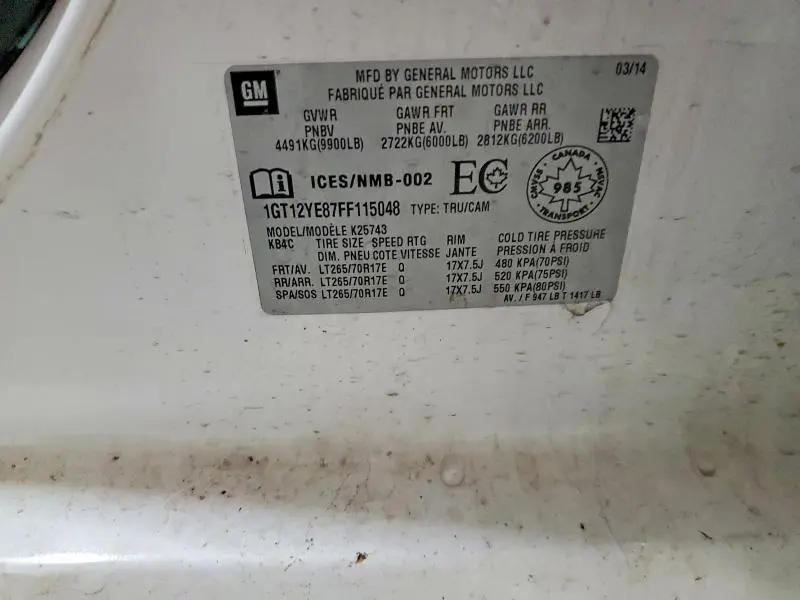 GM
MFD BY GENERAL MOTORS LLC 03/14
FABRIQUÉ PAR GENERAL MOTORS LLC
GVWR GAWR FRT GAWR RR
PNBV PNBE AV. PNBE ARR.
4491KG(9900LB) 2722KG(6000LB) 2812KG(6200LB)
ICES/NMB-002 EC
CANADA
CMVSS 985 NSVAC
TRANSPORT
1GT12YE87FF115048 TYPE: TRU/CAM
MODEL/MODÈLE K25743
KB4C TIRE SIZE SPEED RTG RIM COLD TIRE PRESSURE
DIM. PNEU COTE VITESSE JANTE PRESSION À FROID
FRT/AV. LT265/70R17E Q 17X7.5J 480 KPA(70PSI)
RR/ARR. LT265/70R17E Q 17X7.5J 520 KPA(75PSI)
SPA/SOS LT265/70R17E Q 17X7.5J 550 KPA(80PSI)
AV. / F 947 LB T 1417 LB